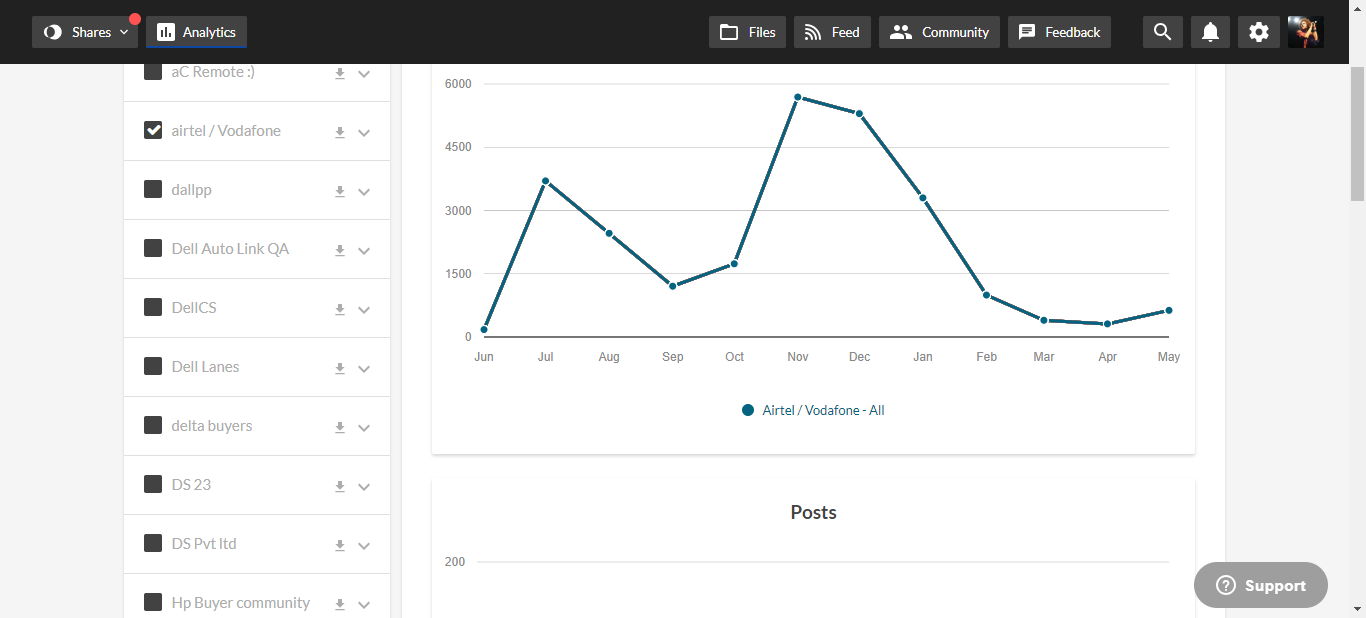 Shares
Analytics
Files
Feed
Community
Feedback
aC Remote :)
airtel / Vodafone
dallpp
Dell Auto Link QA
DellCS
Dell Lanes
delta buyers
DS 23
DS Pvt ltd
Hp Buyer community
6000
4500
3000
1500
0
Jun Jul Aug Sep Oct Nov Dec Jan Feb Mar Apr May
Airtel / Vodafone - All
Posts
200
Support